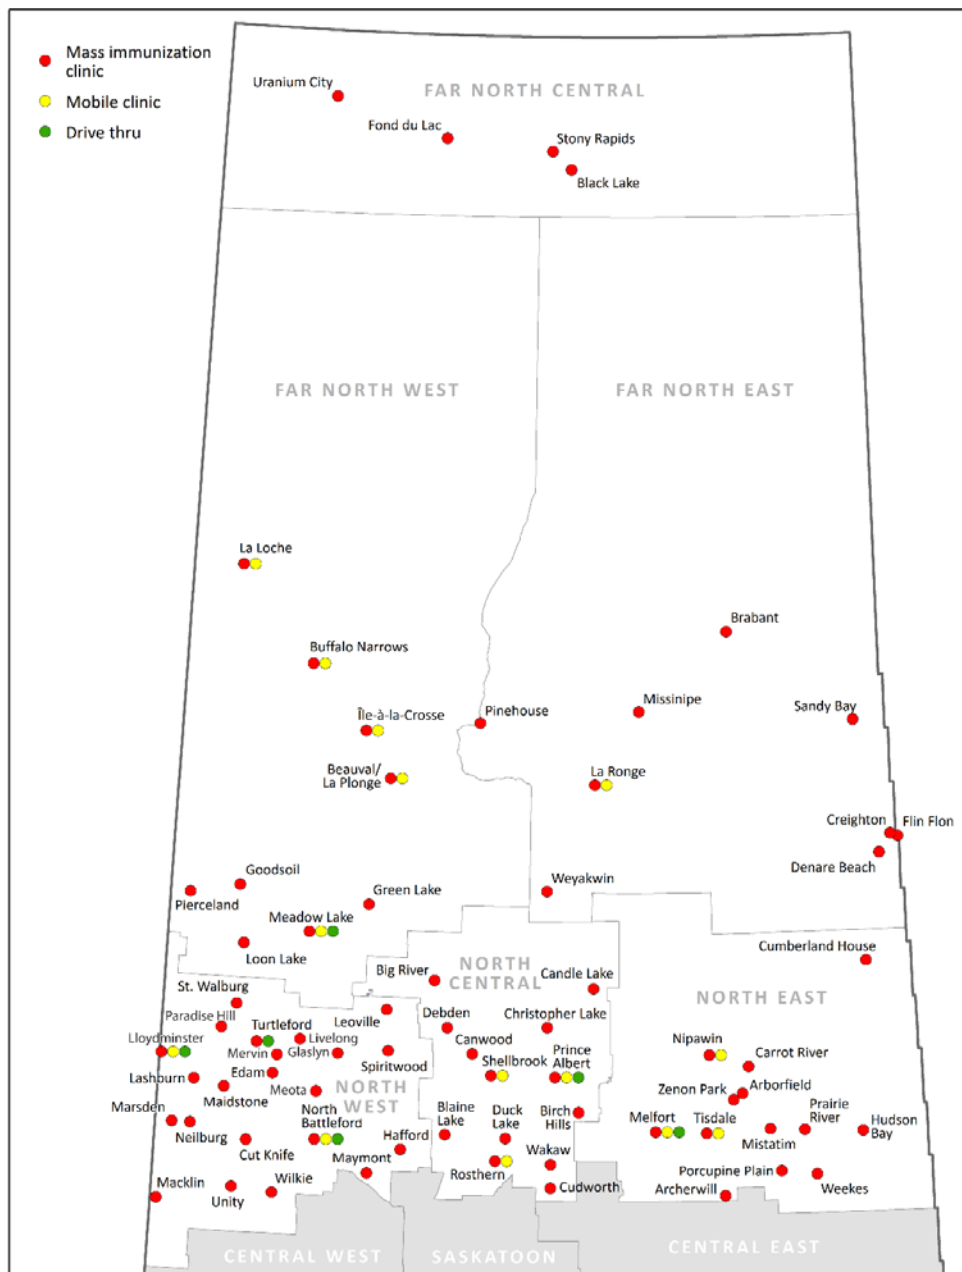 Mass immunization
clinic
Mobile clinic
Drive thru
Uranium City
FAR NORTH CENTRAL
Fond du Lac
Stony Rapids
Black Lake
FAR NORTH WEST
FAR NORTH EAST
La Loche
Brabant
Buffalo Narrows
Missinipe
Sandy Bay
Île-à-la-Crosse
Pinehouse
Beauval/
La Plonge
La Ronge
Creighton
Flin Flon
Denare Beach
Goodsoil
Pierceland
Green Lake
Weyakwin
Meadow Lake
Loon Lake
Cumberland House
Big River
NORTH
CENTRAL
Candle Lake
NORTH EAST
St. Walburg
Paradise Hill
Leoville
Debden
Christopher Lake
Lloydminster
Turtleford
Livelong
Mervin
Glaslyn
Spiritwood
Canwood
Shellbrook
Prince
Albert
Nipawin
Carrot River
Lashburn
Edam
Maidstone
Meota
NORTH
WEST
Zenon Park
Arborfield
Marsden
Neilburg
North
Battleford
Blaine
Lake
Duck
Lake
Birch
Hills
Melfort
Tisdale
Prairie
River
Mistatim
Hudson
Bay
Cut Knife
Hafford
Maymont
Rosthern
Wakaw
Cudworth
Porcupine Plain
Weekes
Archerwill
Macklin
Unity
Wilkie
CENTRAL WEST
SASKATOON
CENTRAL EAST